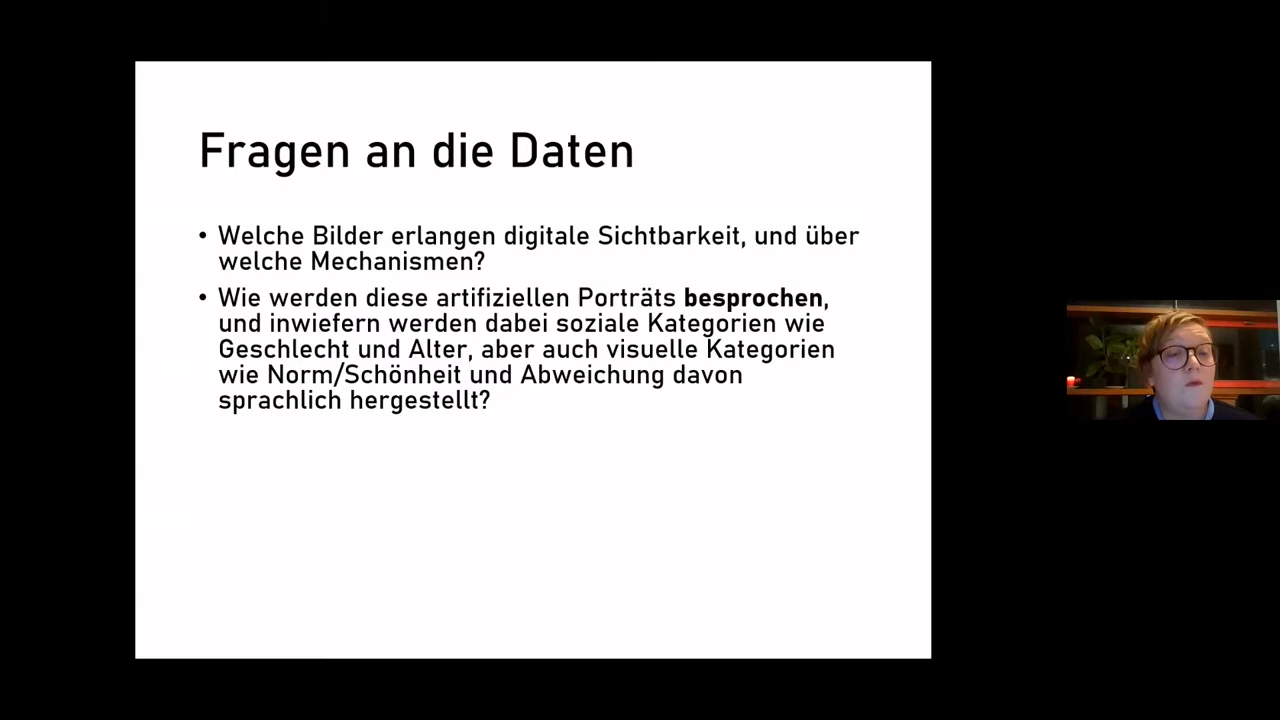 Fragen an die Daten
• Welche Bilder erlangen digitale Sichtbarkeit, und über
welche Mechanismen?
• Wie werden diese artifiziellen Porträts besprochen,
und inwiefern werden dabei soziale Kategorien wie
Geschlecht und Alter, aber auch visuelle Kategorien
wie Norm/Schönheit und Abweichung davon
sprachlich hergestellt?